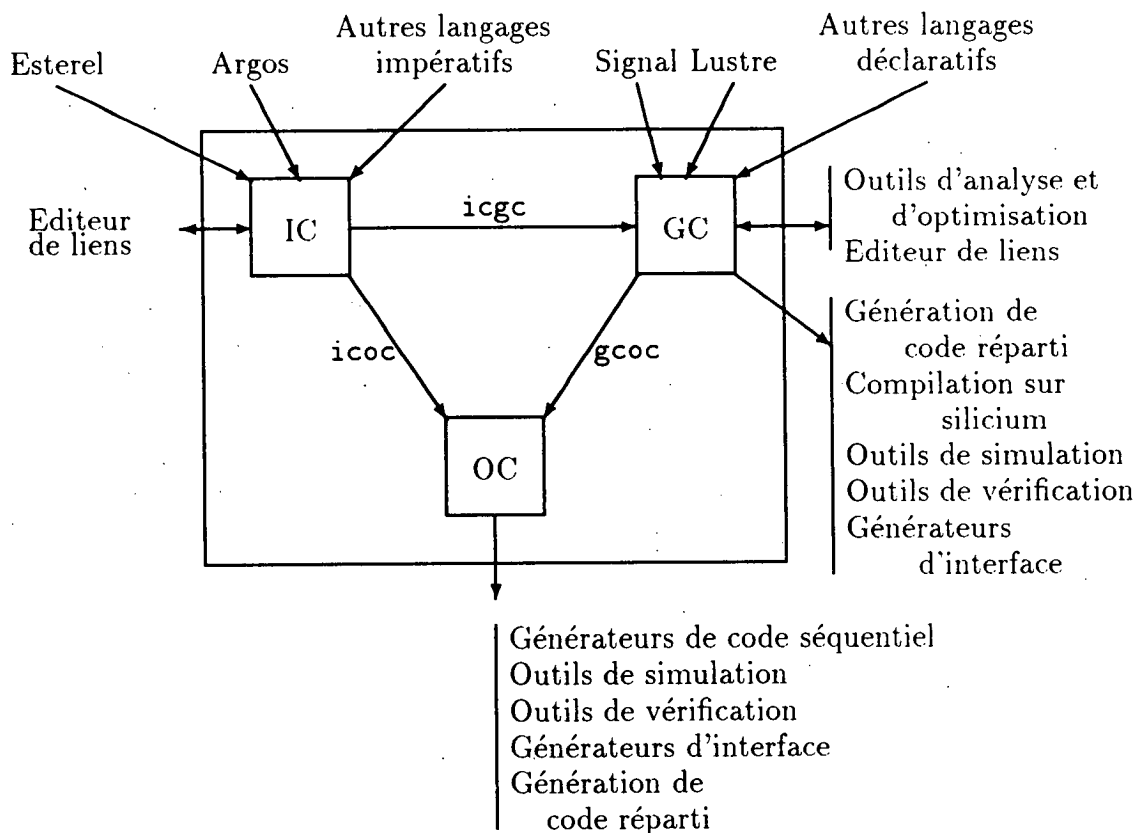 Autres langages
impératifs
Autres langages
déclaratifs
Esterel
Argos
Signal Lustre
Editeur
de liens
IC
icgc
GC
Outils d'analyse et
d'optimisation
Editeur de liens
icoc
gcoc
OC
Génération de
code réparti
Compilation sur
silicium
Outils de simulation
Outils de vérification
Générateurs
d'interface
Générateurs de code séquentiel
Outils de simulation
Outils de vérification
Générateurs d'interface
Génération de
code réparti